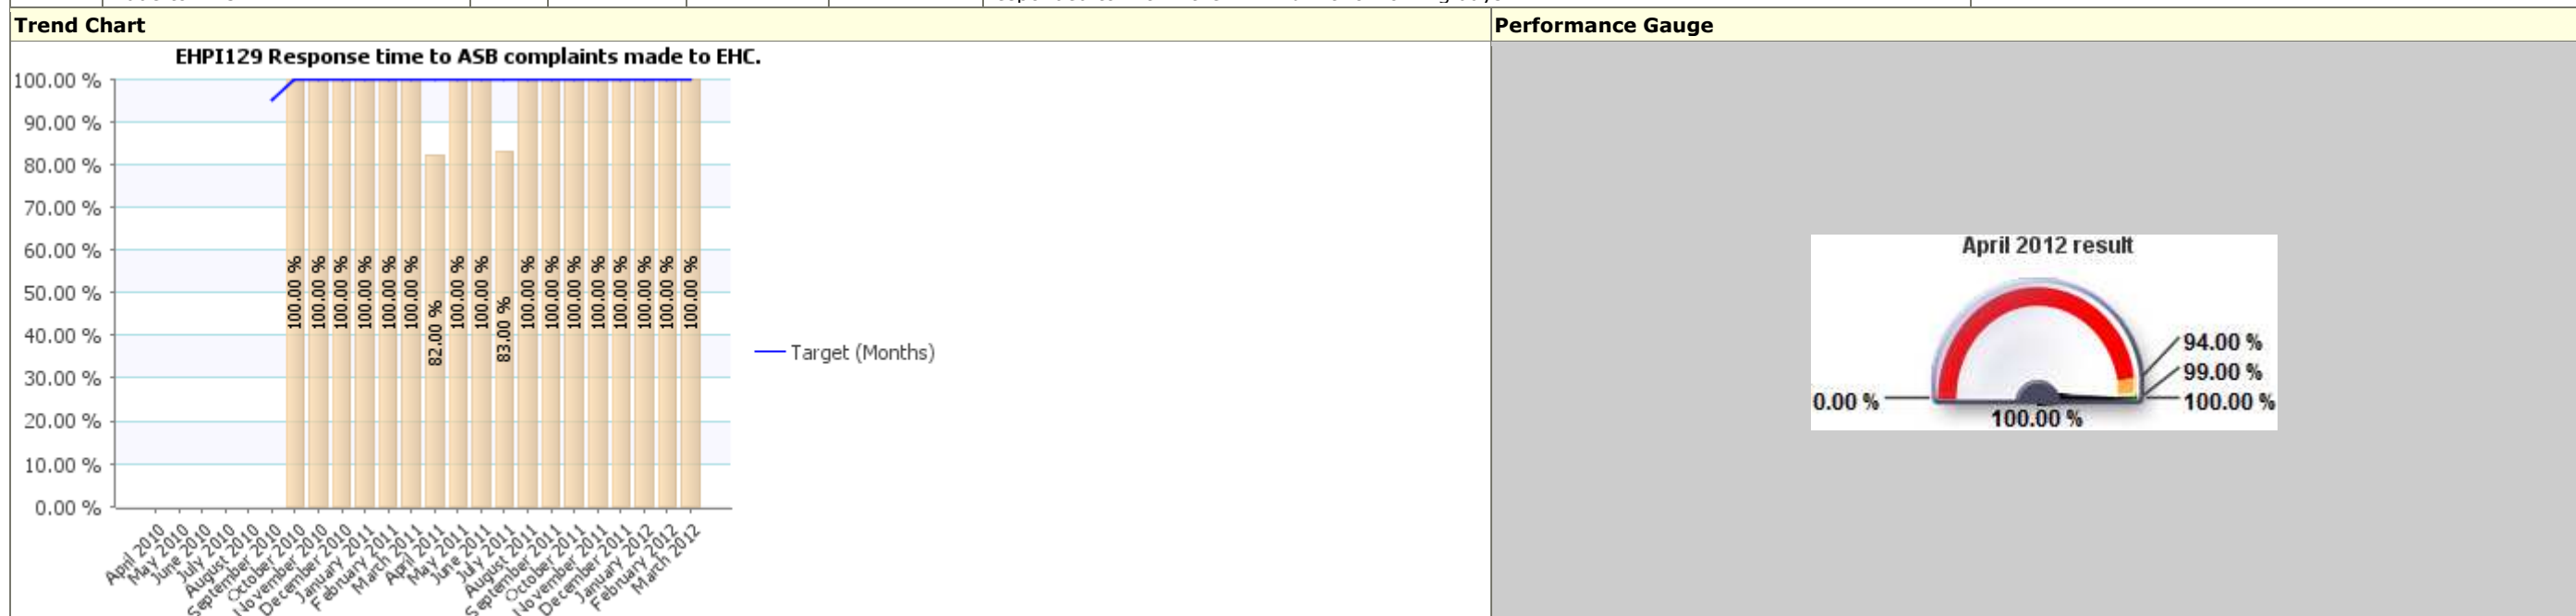 Trend Chart
Performance Gauge
EHPI129 Response time to ASB complaints made to EHC.
100.00 %
90.00 %
80.00 %
70.00 %
60.00 %
50.00 %
40.00 %
30.00 %
20.00 %
10.00 %
0.00 %
100.00 %
100.00 %
100.00 %
100.00 %
100.00 %
100.00 %
82.00 %
100.00 %
100.00 %
83.00 %
100.00 %
100.00 %
100.00 %
100.00 %
100.00 %
100.00 %
100.00 %
100.00 %
April 2010
May 2010
June 2010
July 2010
August 2010
September 2010
October 2010
November 2010
December 2010
January 2011
February 2011
March 2011
April 2011
May 2011
June 2011
July 2011
August 2011
September 2011
October 2011
November 2011
December 2011
January 2012
February 2012
March 2012
Target (Months)
April 2012 result
94.00 %
99.00 %
0.00 %
100.00 %
100.00 %